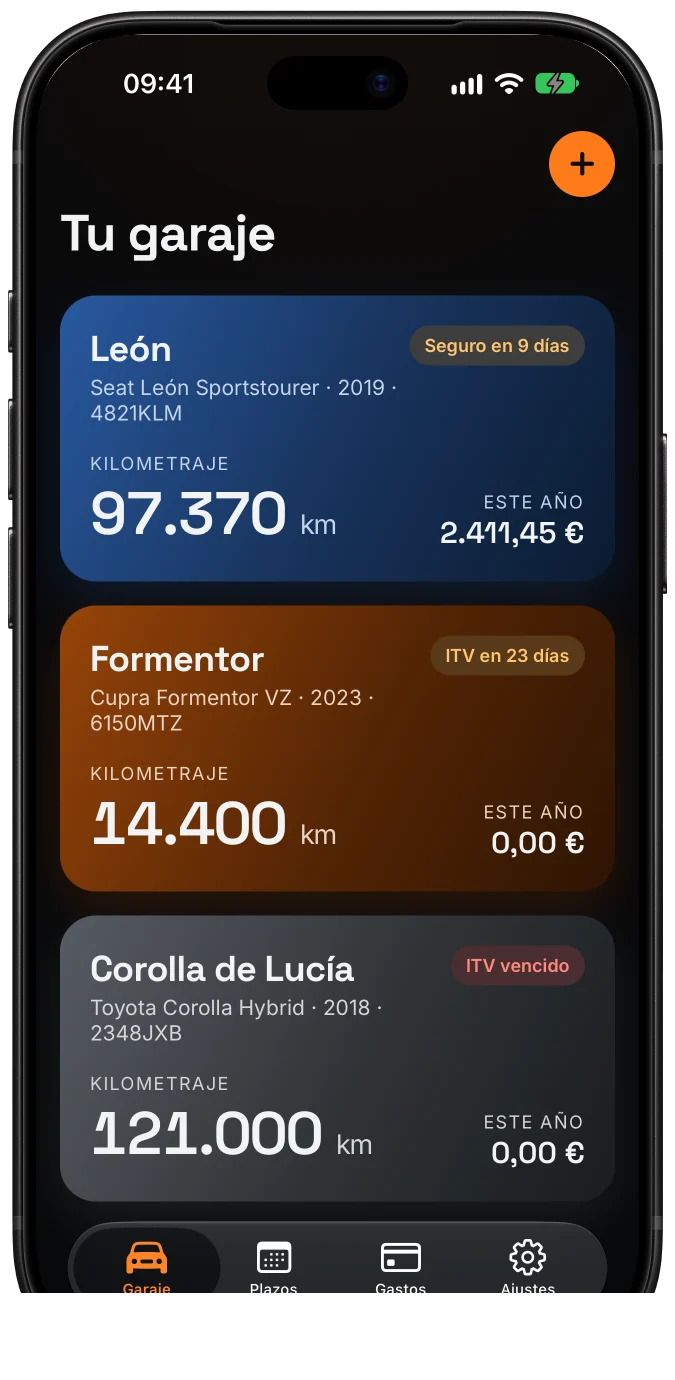 09:41
Tu garaje
León
Seguro en 9 días
Seat León Sportstourer · 2019 ·
4821KLM
KILOMETRAJE
97.370 km
ESTE AÑO
2.411,45 €
Formentor
ITV en 23 días
Cupra Formentor VZ · 2023 ·
6150MTZ
KILOMETRAJE
14.400 km
ESTE AÑO
0,00 €
Corolla de Lucía
ITV vencido
Toyota Corolla Hybrid · 2018 ·
2348JXB
KILOMETRAJE
121.000 km
ESTE AÑO
0,00 €
Garaje
Plazos
Gastos
Ajustes